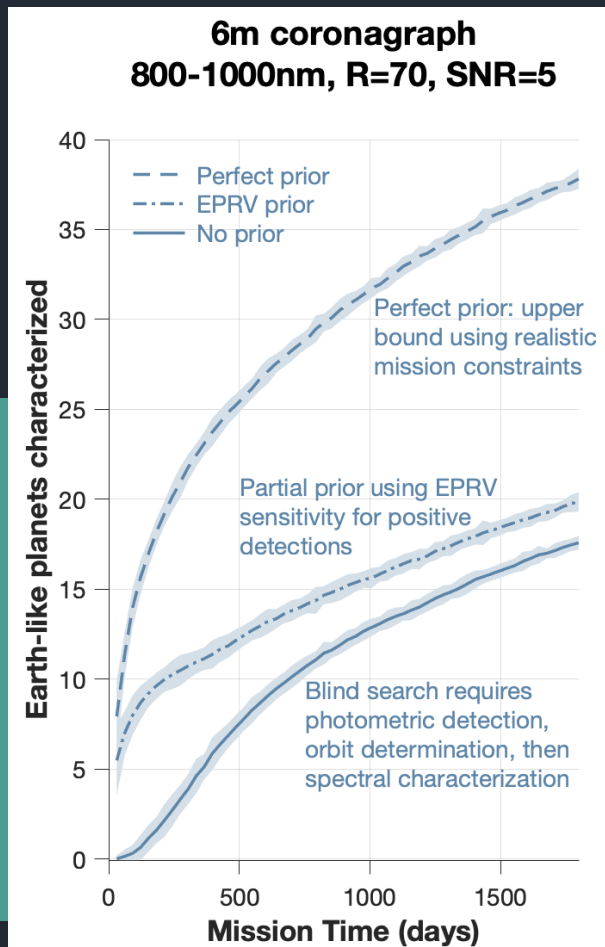 6m coronagraph
800-1000nm, R=70, SNR=5
40
35
30
25
20
15
10
5
0
Earth-like planets characterized
Perfect prior
EPRV prior
No prior
Perfect prior: upper
bound using realistic
mission constraints
Partial prior using EPRV
sensitivity for positive
detections
Blind search requires
photometric detection,
orbit determination, then
spectral characterization
0
500
1000
1500
Mission Time (days)